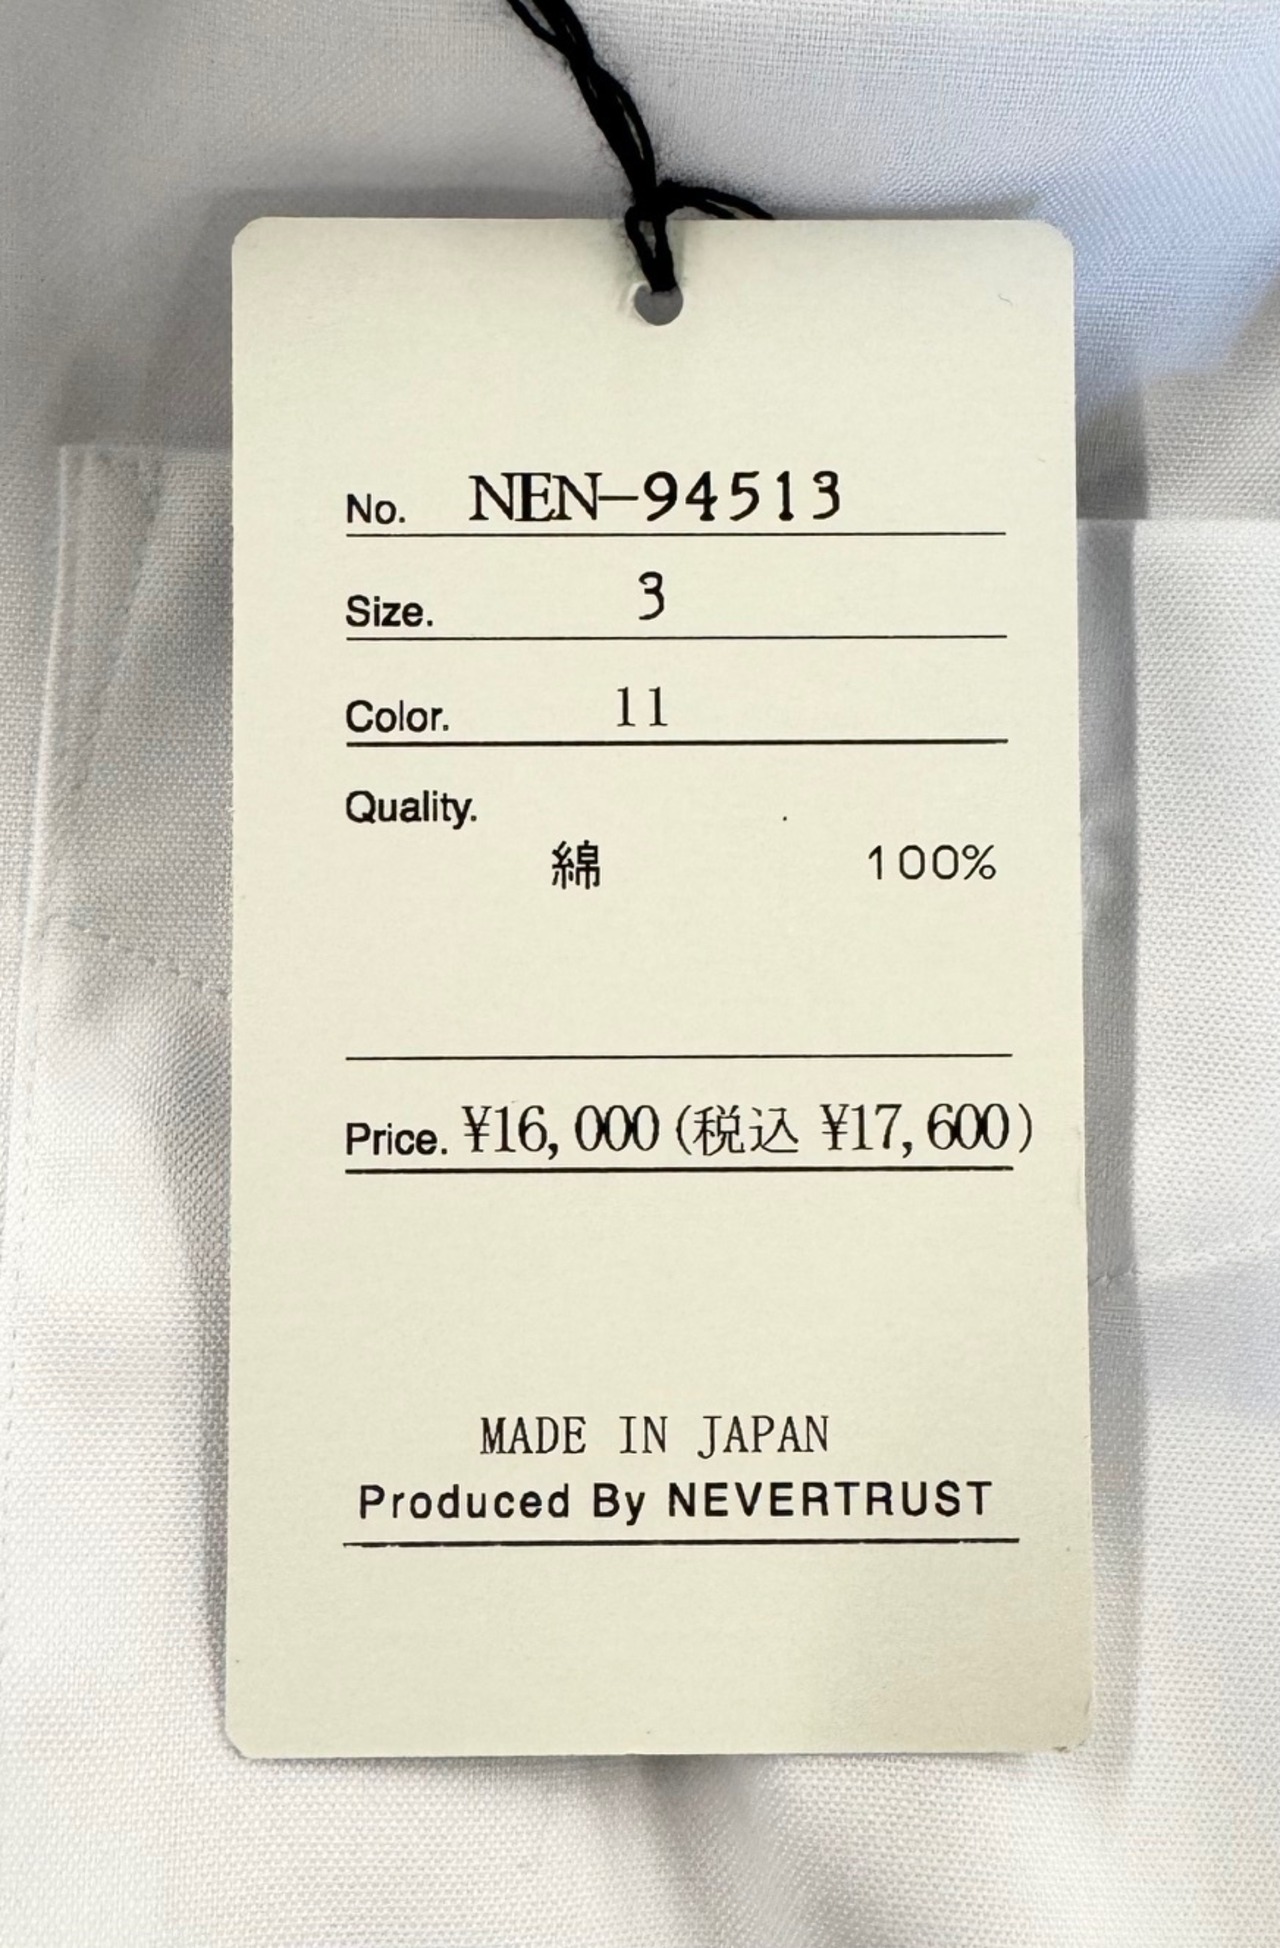 No. NEN-94513
Size. 3
Color. 11
Quality.
綿 100%
Price. ¥16,000(税込 ¥17,600)
MADE IN JAPAN
Produced By NEVERTRUST